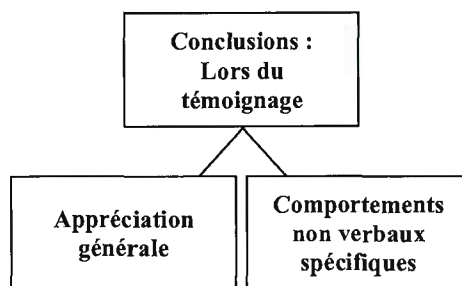 Conclusions :
Lors du
témoignage
Appréciation
générale
Comportements
non verbaux
spécifiques